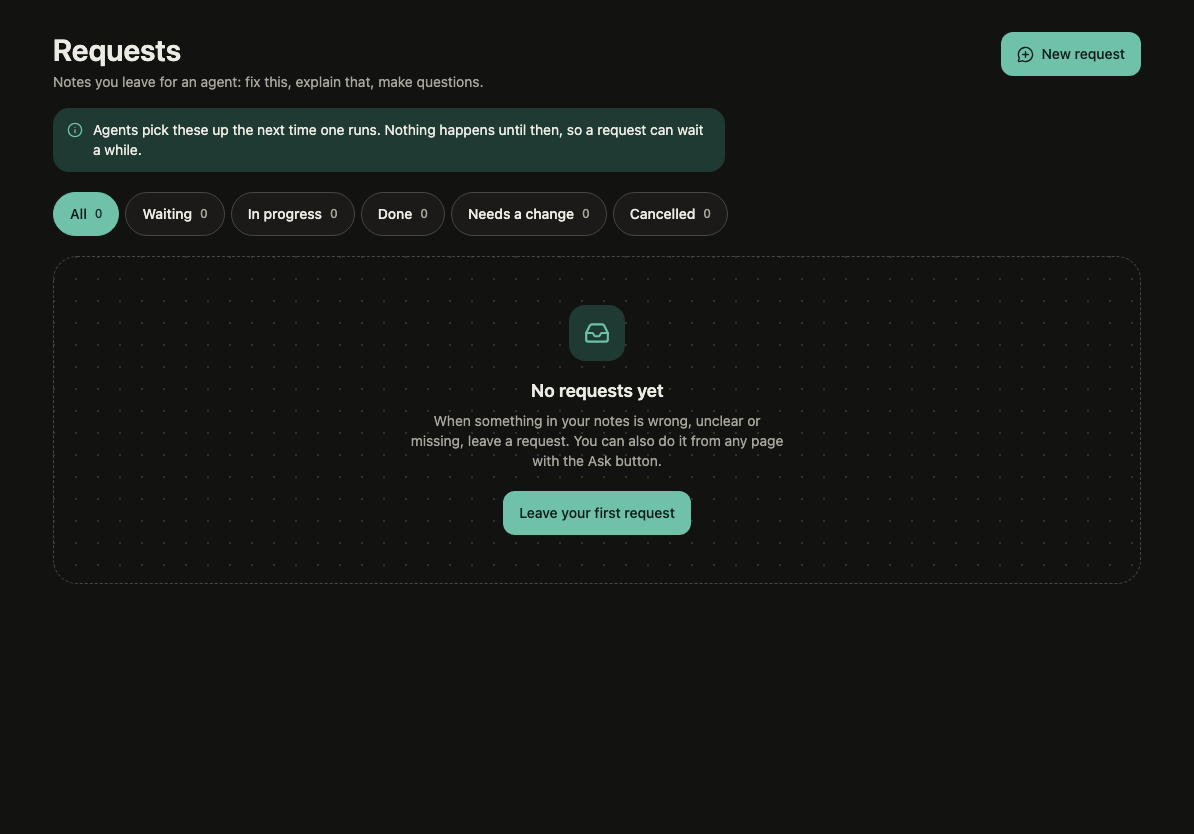 Requests
New request
Notes you leave for an agent: fix this, explain that, make questions.
Agents pick these up the next time one runs. Nothing happens until then, so a request can wait
a while.
All 0 Waiting 0 In progress 0 Done 0 Needs a change 0 Cancelled 0
No requests yet
When something in your notes is wrong, unclear or
missing, leave a request. You can also do it from any page
with the Ask button.
Leave your first request